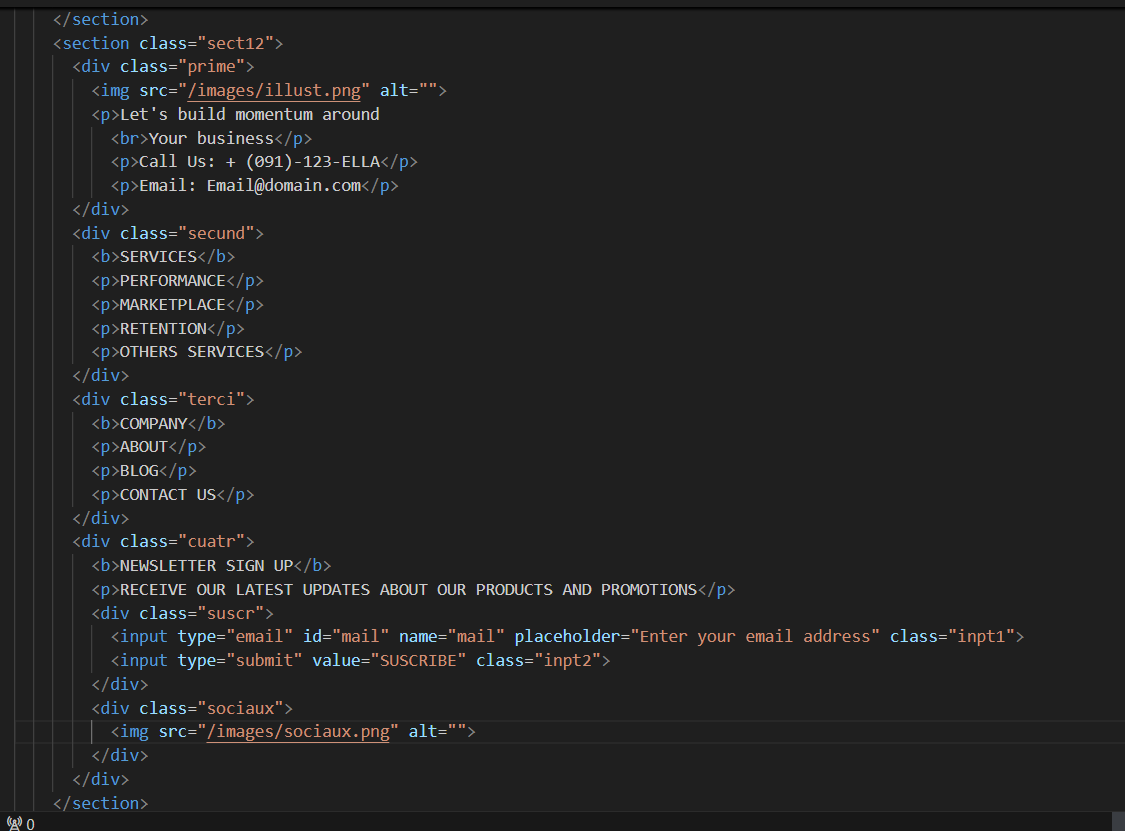 </section>
<section class="sect12">
<div class="prime">
<img src="/images/illust.png" alt="">
<p>Let's build momentum around
<br>Your business</p>
<p>Call Us: + (091)-123-ELLA</p>
<p>Email: Email@domain.com</p>
</div>
<div class="secund">
<b>SERVICES</b>
<p>PERFORMANCE</p>
<p>MARKETPLACE</p>
<p>RETENTION</p>
<p>OTHERS SERVICES</p>
</div>
<div class="terci">
<b>COMPANY</b>
<p>ABOUT</p>
<p>BLOG</p>
<p>CONTACT US</p>
</div>
<div class="cuatr">
<b>NEWSLETTER SIGN UP</b>
<p>RECEIVE OUR LATEST UPDATES ABOUT OUR PRODUCTS AND PROMOTIONS</p>
<div class="suscr">
<input type="email" id="mail" name="mail" placeholder="Enter your email address" class="inpt1">
<input type="submit" value="SUSCRIBE" class="inpt2">
</div>
<div class="sociaux">
<img src="/images/sociaux.png" alt="">
</div>
</div>
</section>
0